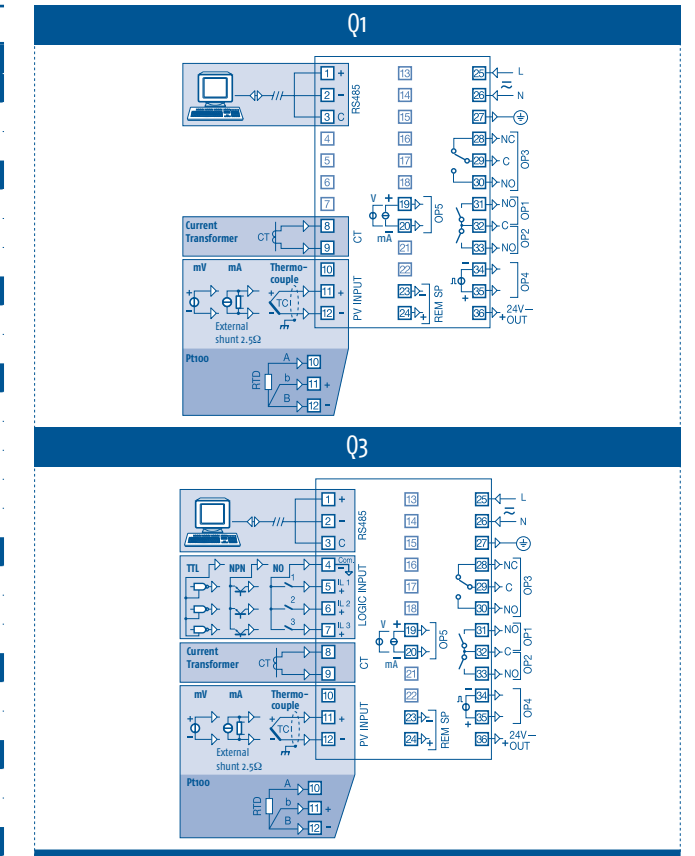 Q1
1 + 13 25 L
2 - 14 26 N
3 C 15 27
RS485
4 16 28 NC
5 17 29 C
6 18 30 NO
OP3
7 V + 19 31 NO
mA - 20 32 C
OP5
OP1
OP2
Current
Transformer
CT
8
9 21 33 NO
CT
mV mA Thermo-
couple
10 22 34 -
11 + 23 - 35 +
12 - 24 + 36 + 24V
OUT
+ -
+ -
TC
PV INPUT
REM SP
OP4
External
shunt 2.5Ω
Pt100
RTD
A 10
b 11 +
B 12 -
Q3
1 + 13 25 L
2 - 14 26 N
3 C 15 27
RS485
TTL NPN NO
4 Com. - 16 28 NC
1 5 IL 1 + 17 29 C
2 6 IL 2 + 18 30 NO
3 7 IL 3 + V + 19 31 NO
LOGIC INPUT
OP3
mA - 20 32 C
OP5
OP1
OP2
Current
Transformer
CT
8
9 21 33 NO
CT
mV mA Thermo-
couple
10 22 34 -
11 + 23 - 35 +
12 - 24 + 36 + 24V
OUT
+ -
+ -
TC
PV INPUT
REM SP
OP4
External
shunt 2.5Ω
Pt100
RTD
A 10
b 11 +
B 12 -